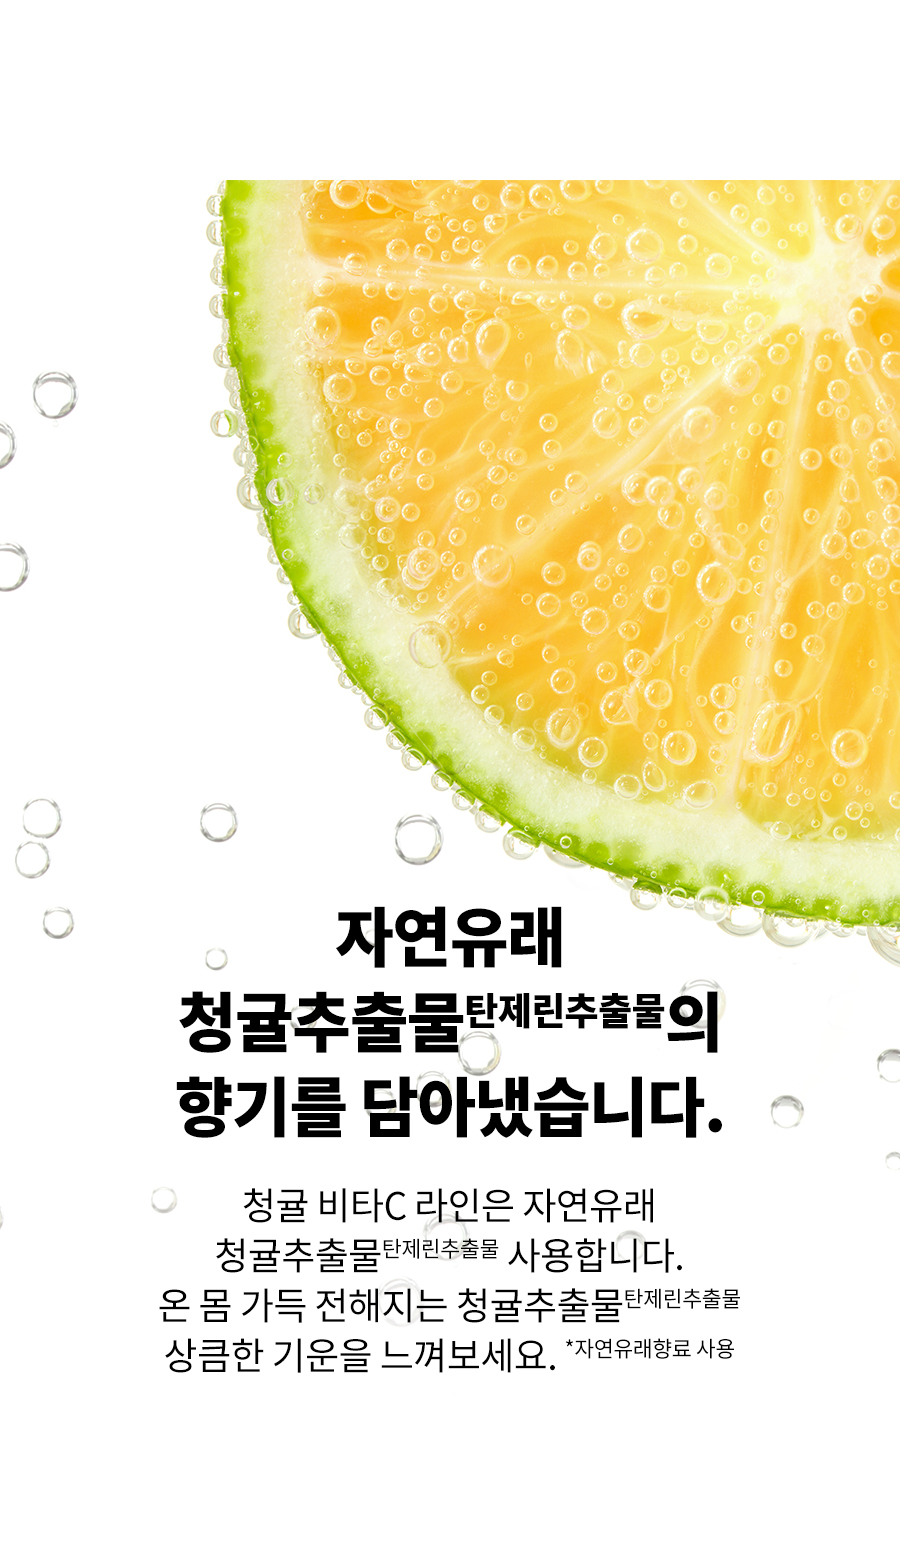 자연유래
청귤추출물탄제린추출물의
향기를 담아냈습니다.
청귤 비타C 라인은 자연유래
청귤추출물탄제린추출물 사용합니다.
온 몸 가득 전해지는 청귤추출물탄제린추출물
상큼한 기운을 느껴보세요. *자연유래향료 사용